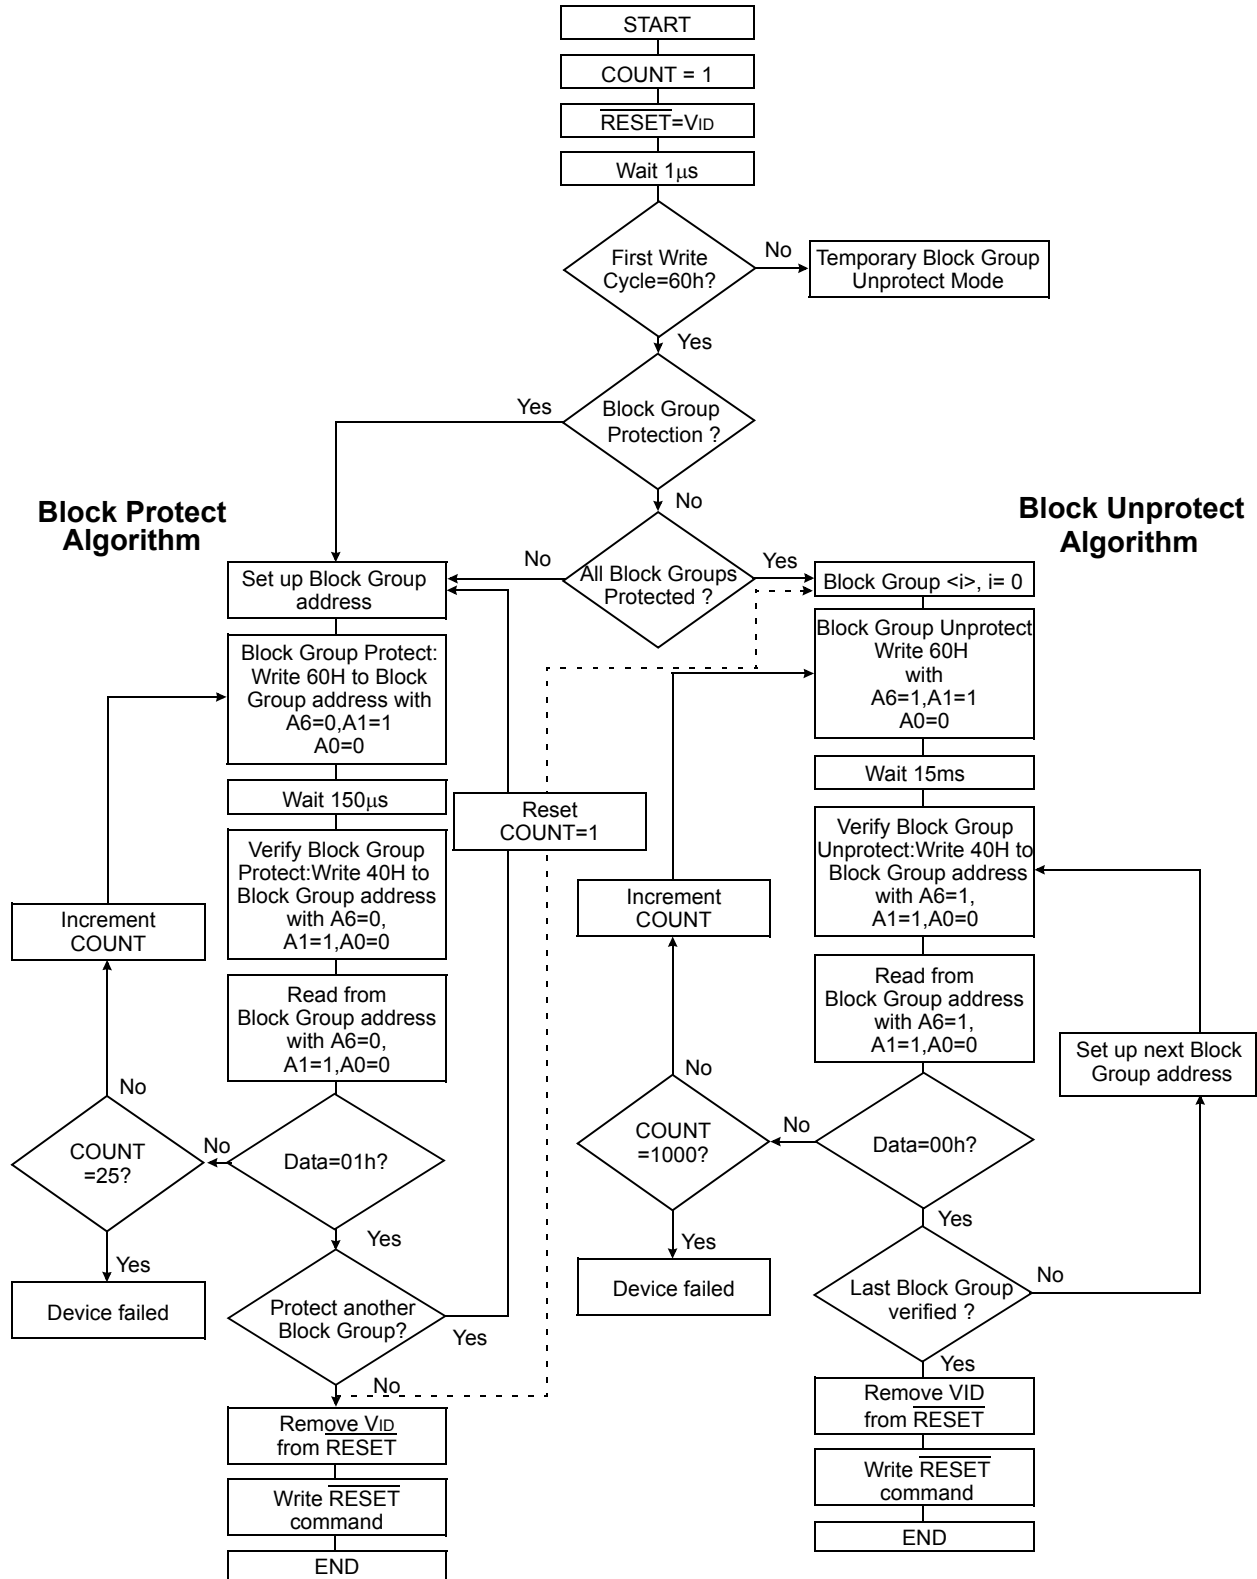 START
COUNT = 1
RESET=VID
Wait 1μs
First Write
Cycle=60h?
No
Temporary Block Group
Unprotect Mode
Yes
Block Group
Protection ?
Yes
No
Block Protect
Algorithm
Block Unprotect
Algorithm
All Block Groups
Protected ?
No
Yes
Set up Block Group
address
Block Group Protect:
Write 60H to Block
Group address with
A6=0,A1=1
A0=0
Wait 150μs
Reset
COUNT=1
Verify Block Group
Protect:Write 40H to
Block Group address
with A6=0,
A1=1,A0=0
Increment
COUNT
Read from
Block Group address
with A6=0,
A1=1,A0=0
No
COUNT
=25?
No
Data=01h?
Yes
Yes
Device failed
Protect another
Block Group?
Yes
No
Remove VID
from RESET
Write RESET
command
END
Block Group <i>, i= 0
Block Group Unprotect
Write 60H
with
A6=1,A1=1
A0=0
Wait 15ms
Verify Block Group
Unprotect:Write 40H to
Block Group address
with A6=1,
A1=1,A0=0
Increment
COUNT
Read from
Block Group address
with A6=1,
A1=1,A0=0
Set up next Block
Group address
No
COUNT
=1000?
No
Data=00h?
Yes
Yes
Device failed
Last Block Group
verified ?
No
Yes
Remove VID
from RESET
Write RESET
command
END